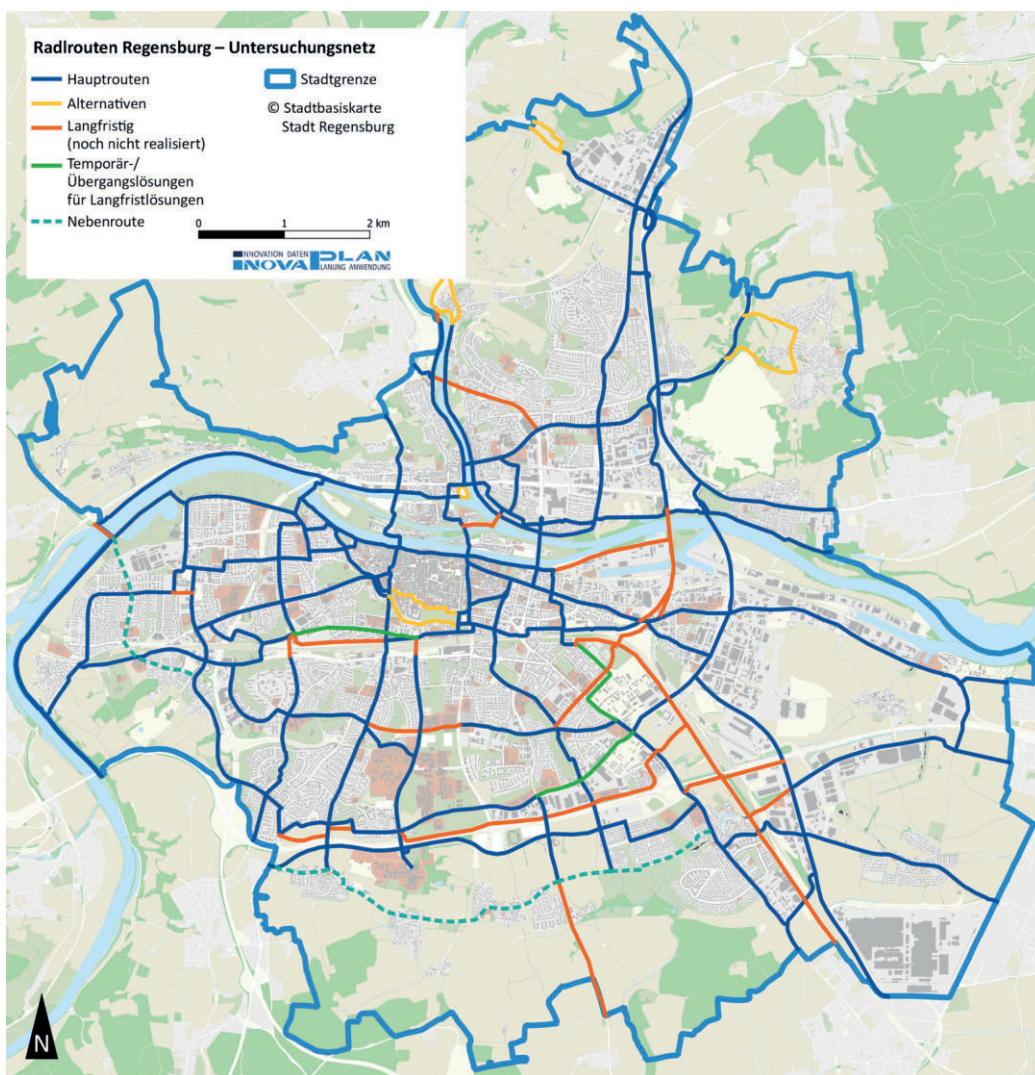 Radlrouten Regensburg – Untersuchungsnetz
Hauptrouten
Alternativen
Langfristig
(noch nicht realisiert)
Temporär-/
Übergangslösungen
für Langfristlösungen
Nebenroute
Stadtgrenze
© Stadtbasiskarte
Stadt Regensburg
0 1 2 km
INNOVATION DATEN
INOVAPLAN
PLANUNG ANWENDUNG
N